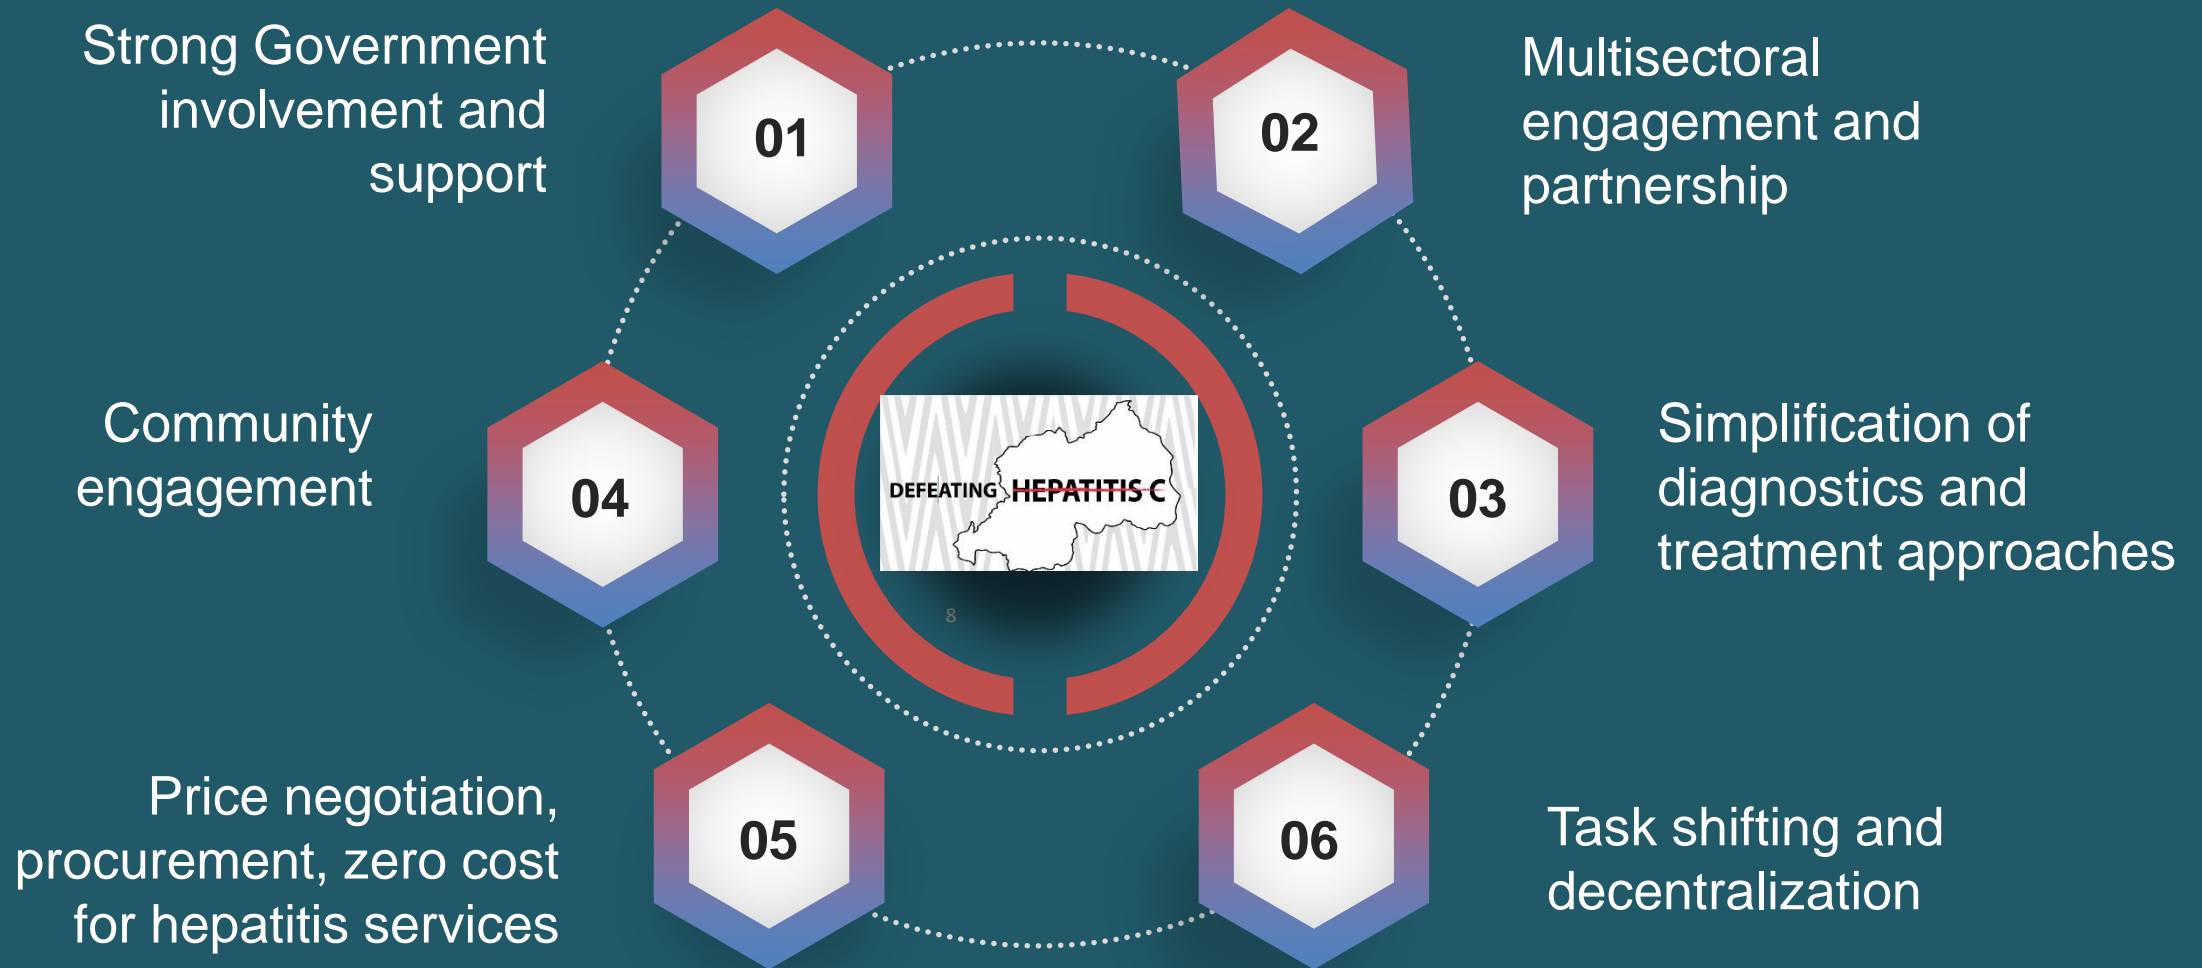 Strong Government
involvement and
support
01
02
Multisectoral
engagement and
partnership
Community
engagement
04
DEFEATING HEPATITIS C
8
03
Simplification of
diagnostics and
treatment approaches
Price negotiation,
procurement, zero cost
for hepatitis services
05
06
Task shifting and
decentralization